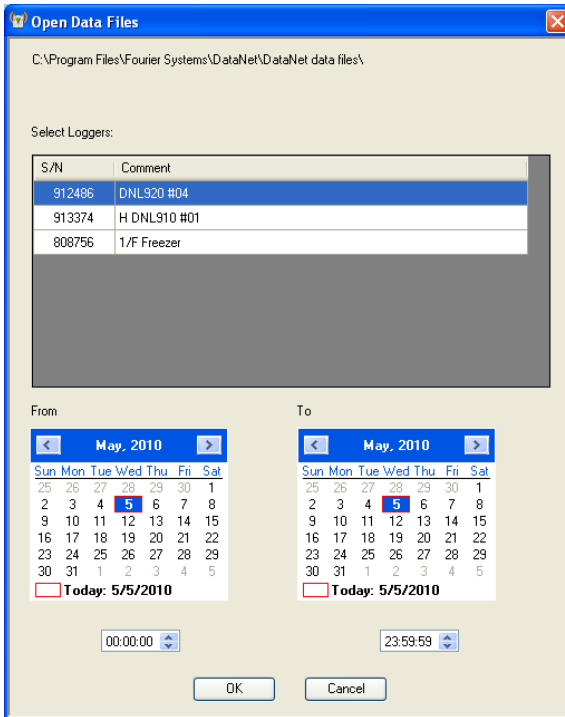 Open Data Files
C:\Program Files\Fourier Systems\DataNet\DataNet data files\
Select Loggers:
S/N Comment
912486 DNL920 #04
913374 H DNL910 #01
808756 1/F Freezer
From To
May, 2010 May, 2010
Sun Mon Tue Wed Thu Fri Sat Sun Mon Tue Wed Thu Fri Sat
25 26 27 28 29 30 1 25 26 27 28 29 30 1
2 3 4 5 6 7 8 2 3 4 5 6 7 8
9 10 11 12 13 14 15 9 10 11 12 13 14 15
16 17 18 19 20 21 22 16 17 18 19 20 21 22
23 24 25 26 27 28 29 23 24 25 26 27 28 29
30 31 1 2 3 4 5 30 31 1 2 3 4 5
Today: 5/5/2010 Today: 5/5/2010
00:00:00 23:59:59
OK Cancel